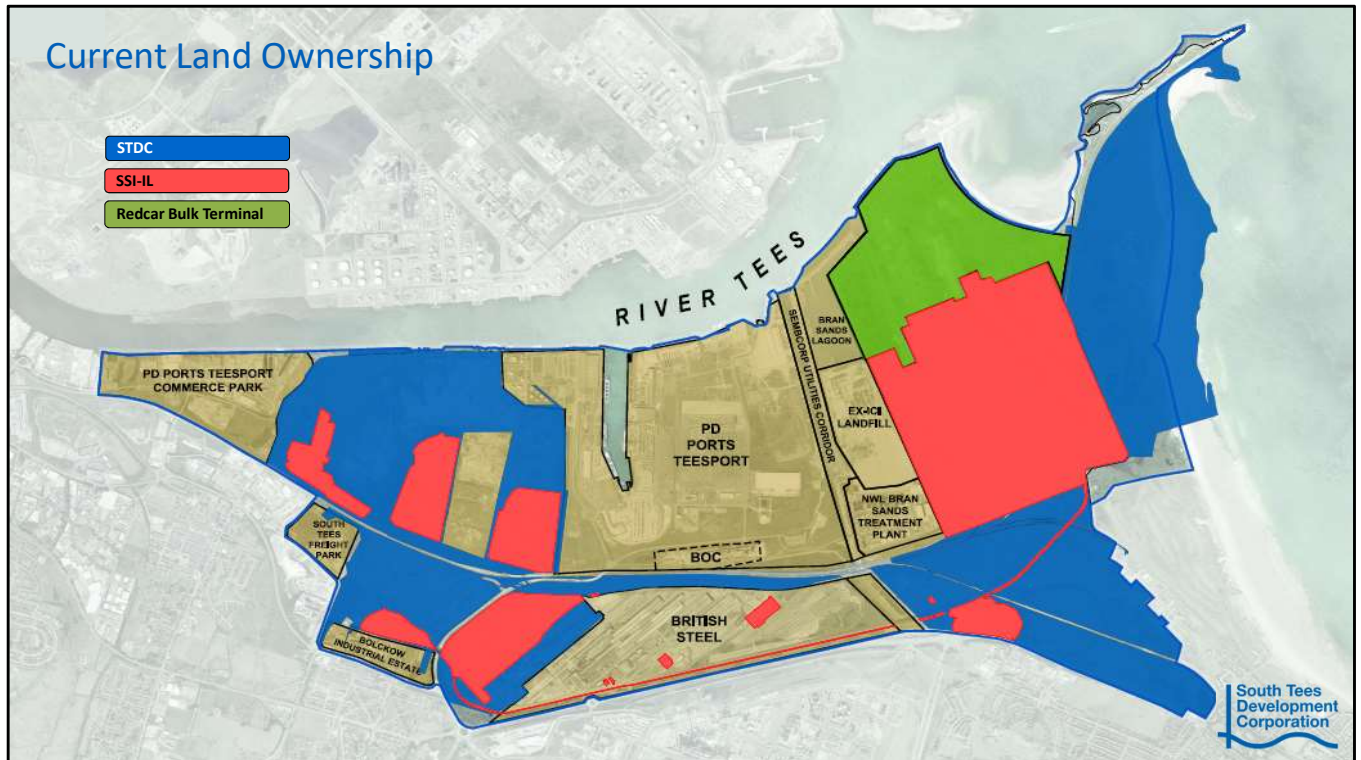 Current Land Ownership
STDC
SSI-IL
Redcar Bulk Terminal
RIVER TEES
PD PORTS TEESPORT
COMMERCE PARK
BRAN
SANDS
LAGOON
SEMBCORP UTILITIES CORRIDOR
EX-ICI
LANDFILL
PD
PORTS
TEESPORT
NWL BRAN
SANDS
TREATMENT
PLANT
SOUTH
TEES
FREIGHT
PARK
BOC
BRITISH
STEEL
BOLCKOW
INDUSTRIAL ESTATE
South Tees
Development
Corporation